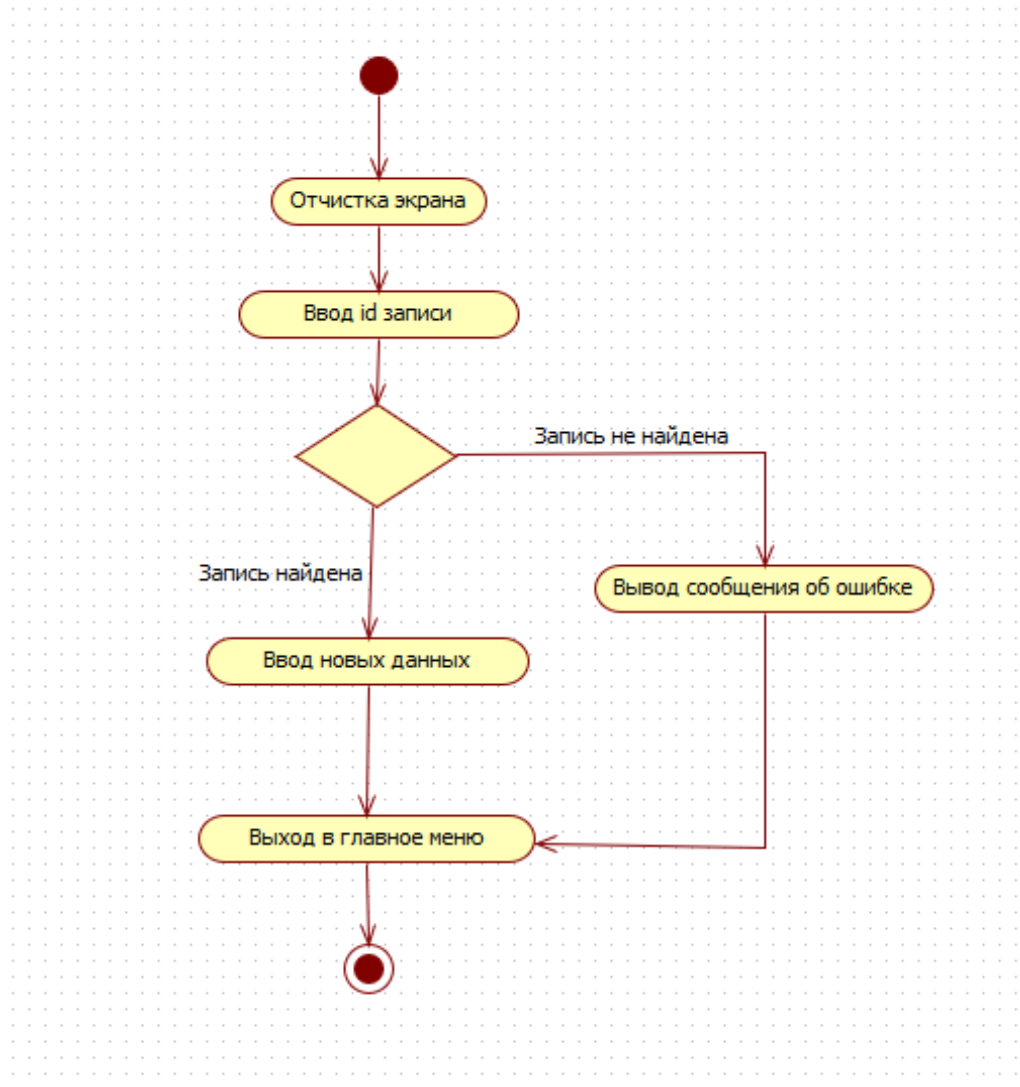 Отчистка экрана
Ввод id записи
Запись не найдена
Запись найдена
Вывод сообщения об ошибке
Ввод новых данных
Выход в главное меню